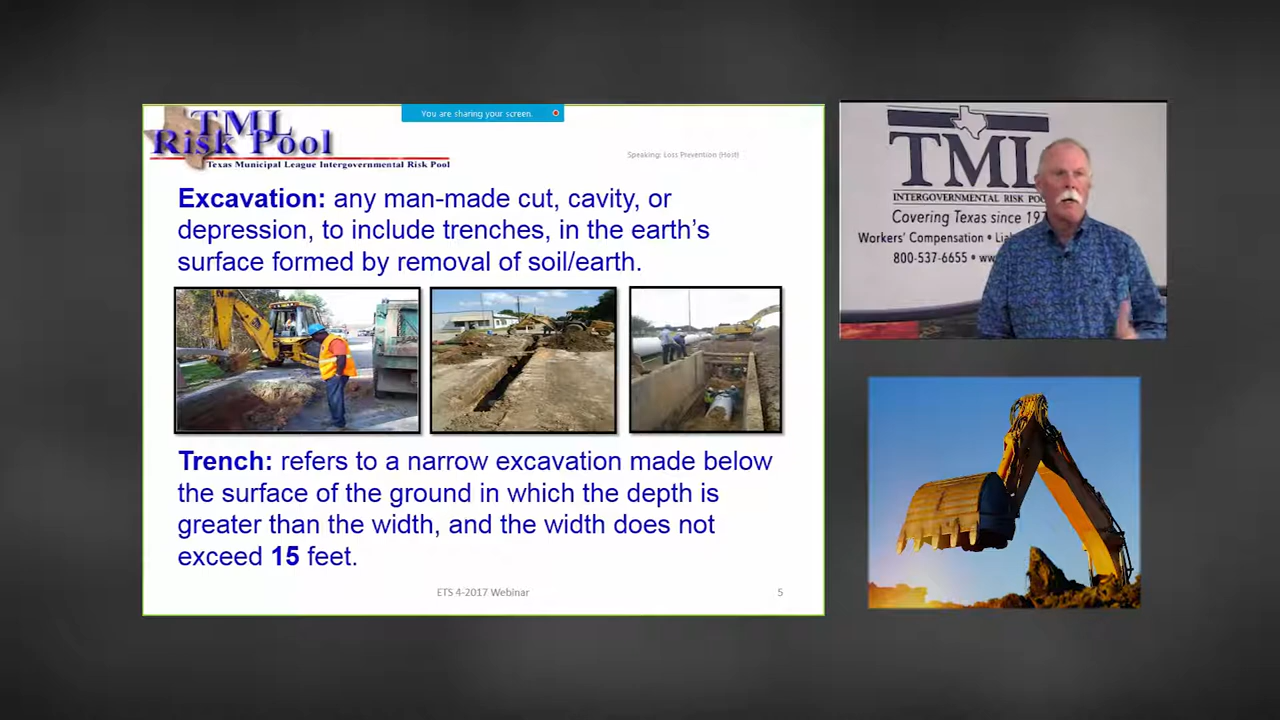 You are sharing your screen.
TML
Risk Pool
Texas Municipal League Intergovernmental Risk Pool
Speaking: Loss Prevention (Host)
Excavation: any man-made cut, cavity, or
depression, to include trenches, in the earth's
surface formed by removal of soil/earth.
Trench: refers to a narrow excavation made below
the surface of the ground in which the depth is
greater than the width, and the width does not
exceed 15 feet.
ETS 4-2017 Webinar
5
TML
INTERGOVERNMENTAL RISK
Covering Texas since
Workers' Compensation •
800-537-6655 •